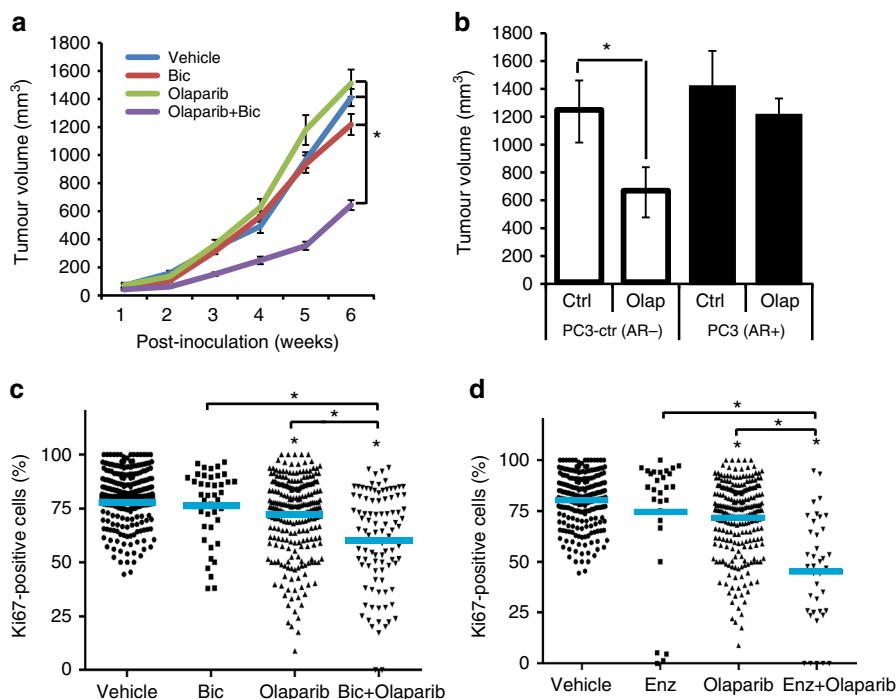 a
Tumour volume (mm³)
1800
1600
1400
1200
1000
800
600
400
200
0
Vehicle
Bic
Olaparib
Olaparib+Bic
*
1 2 3 4 5 6
Post-inoculation (weeks)
b
Tumour volume (mm³)
1800
1600
1400
1200
1000
800
600
400
200
0
*
Ctrl Olap Ctrl Olap
PC3-ctr (AR–) PC3 (AR+)
c
Ki67-positive cells (%)
100
75
50
25
0
*
*
* *
Vehicle Bic Olaparib Bic+Olaparib
d
Ki67-positive cells (%)
100
75
50
25
0
*
*
* *
Vehicle Enz Olaparib Enz+Olaparib